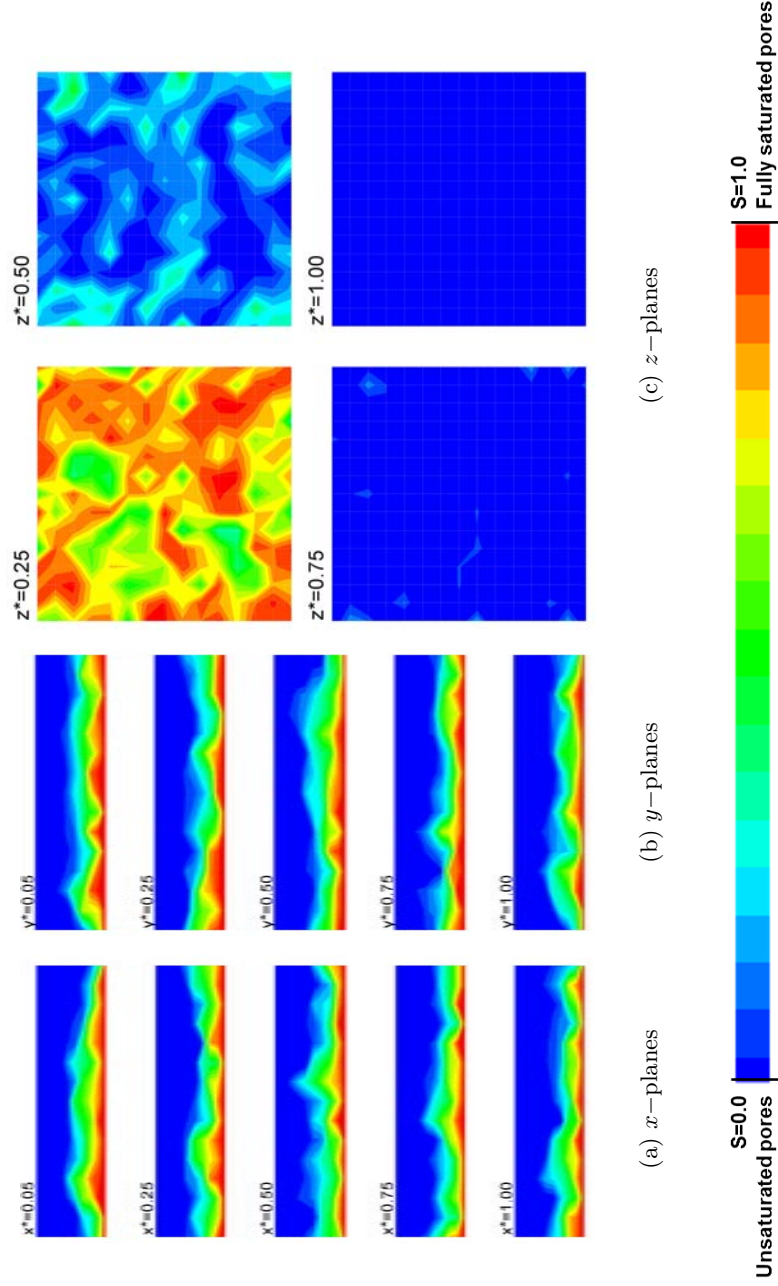 x*=0.05
x*=0.25
x*=0.50
x*=0.75
x*=1.00
(a) x−planes
y*=0.05
y*=0.25
y*=0.50
y*=0.75
y*=1.00
(b) y−planes
z*=0.25
z*=0.50
z*=0.75
z*=1.00
(c) z−planes
S=0.0
Unsaturated pores
S=1.0
Fully saturated pores